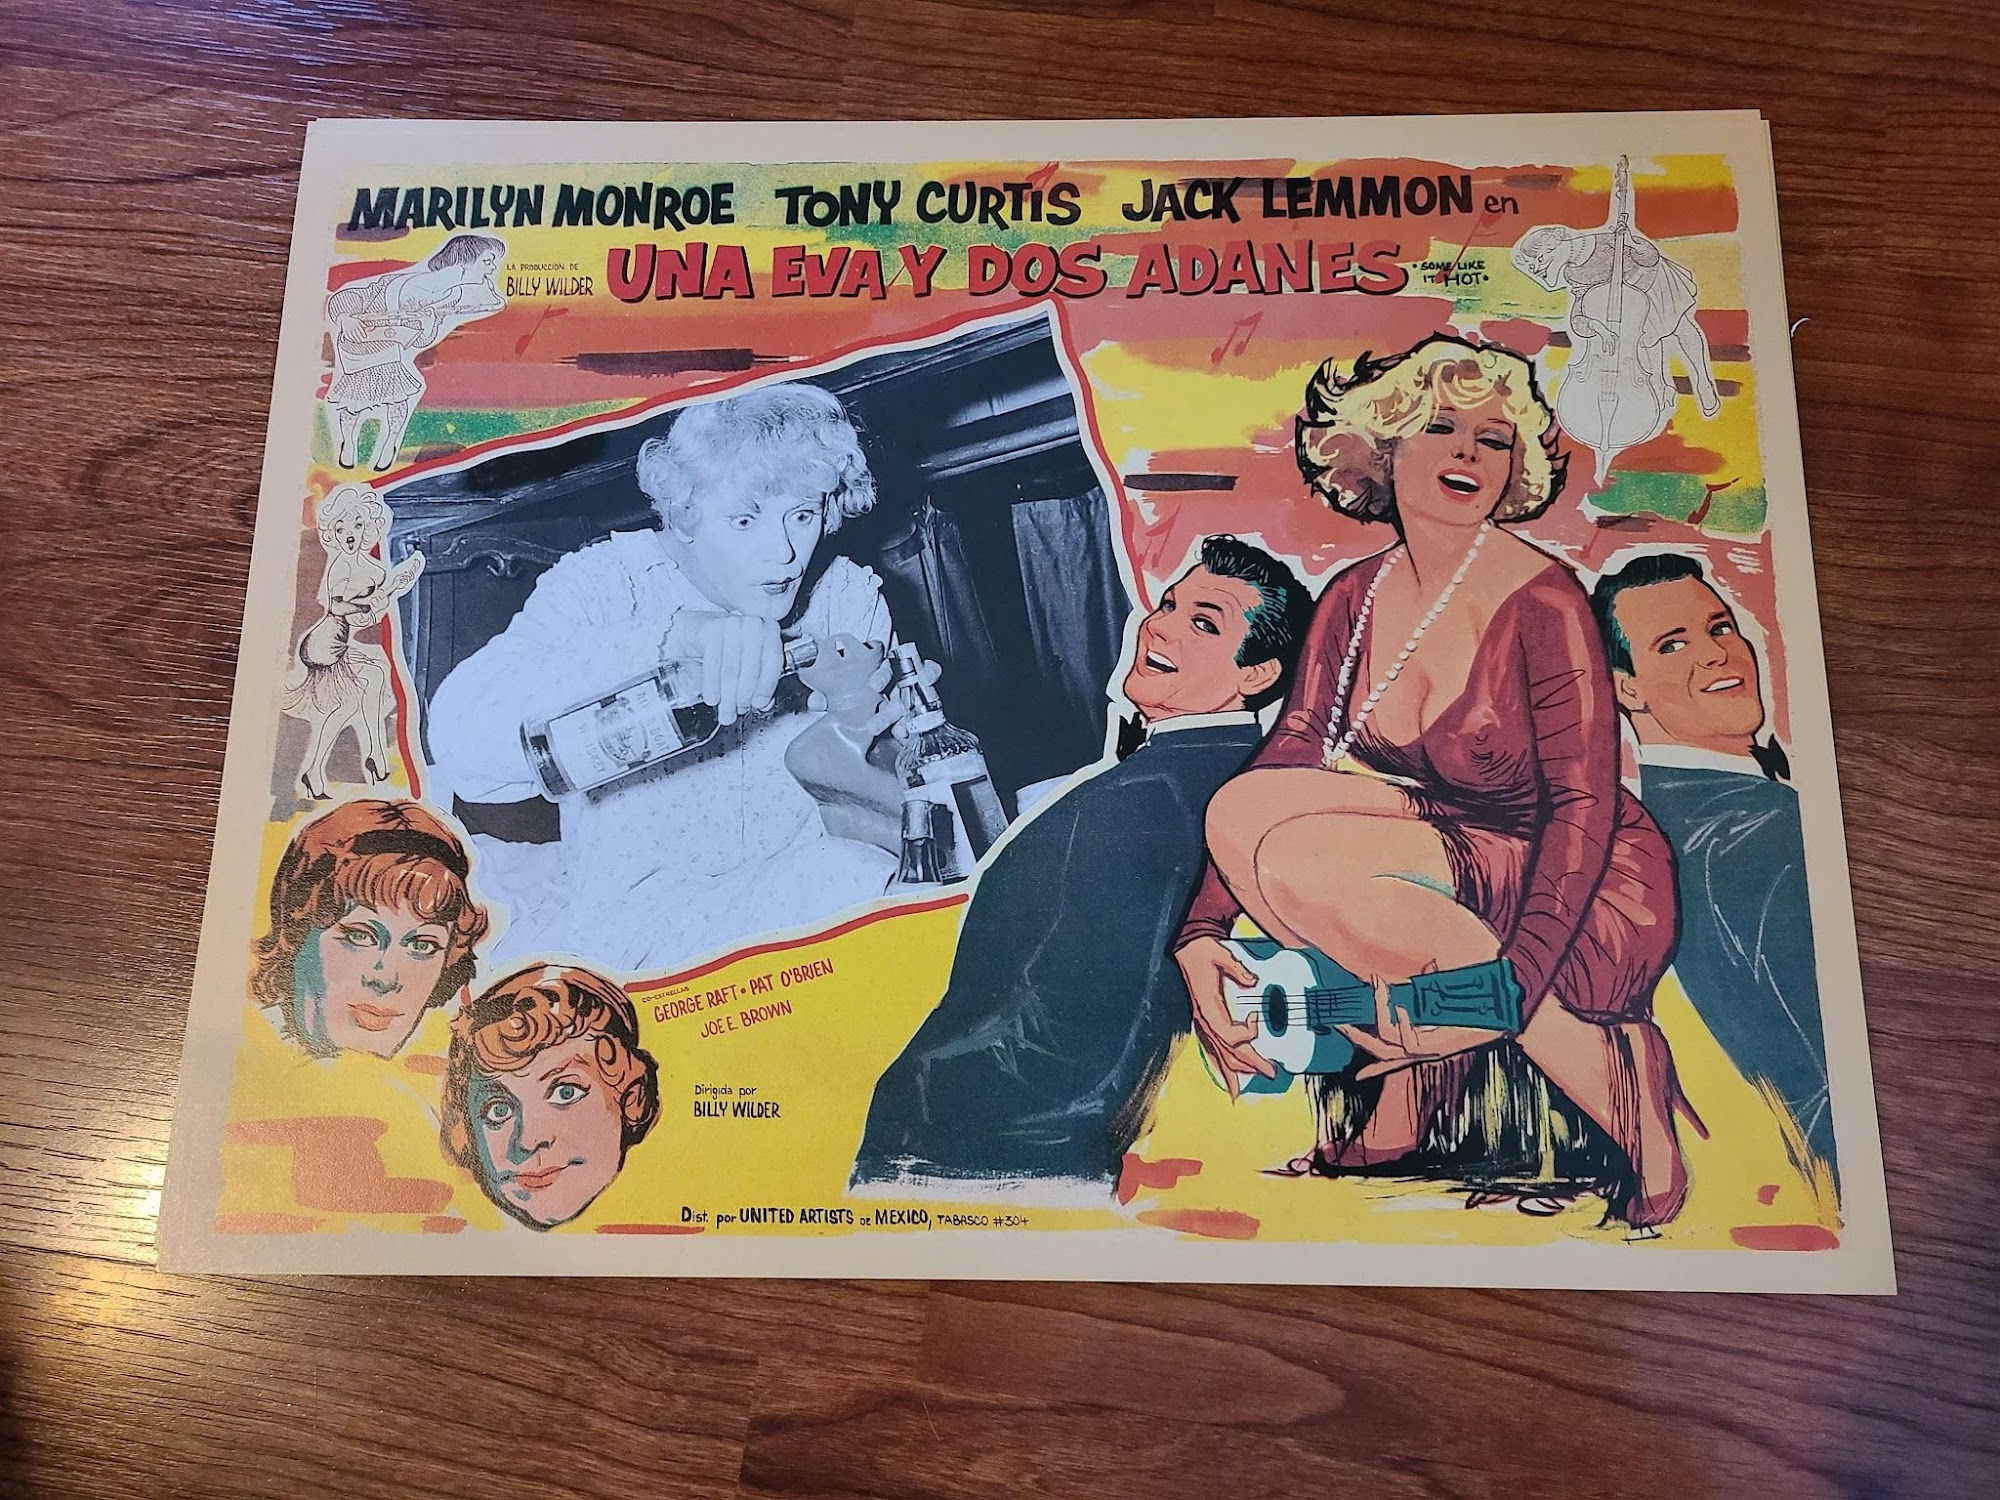 MARILYN MONROE TONY CURTIS JACK LEMMON en
LA PRODUCCION DE
BILLY WILDER
UNA EVA Y DOS ADANES
• SOME LIKE
IT HOT •
CO-ESTRELLAS
GEORGE RAFT • PAT O'BRIEN
JOE E. BROWN
Dirigida por
BILLY WILDER
Dist. por UNITED ARTISTS DE MEXICO, TABASCO #304